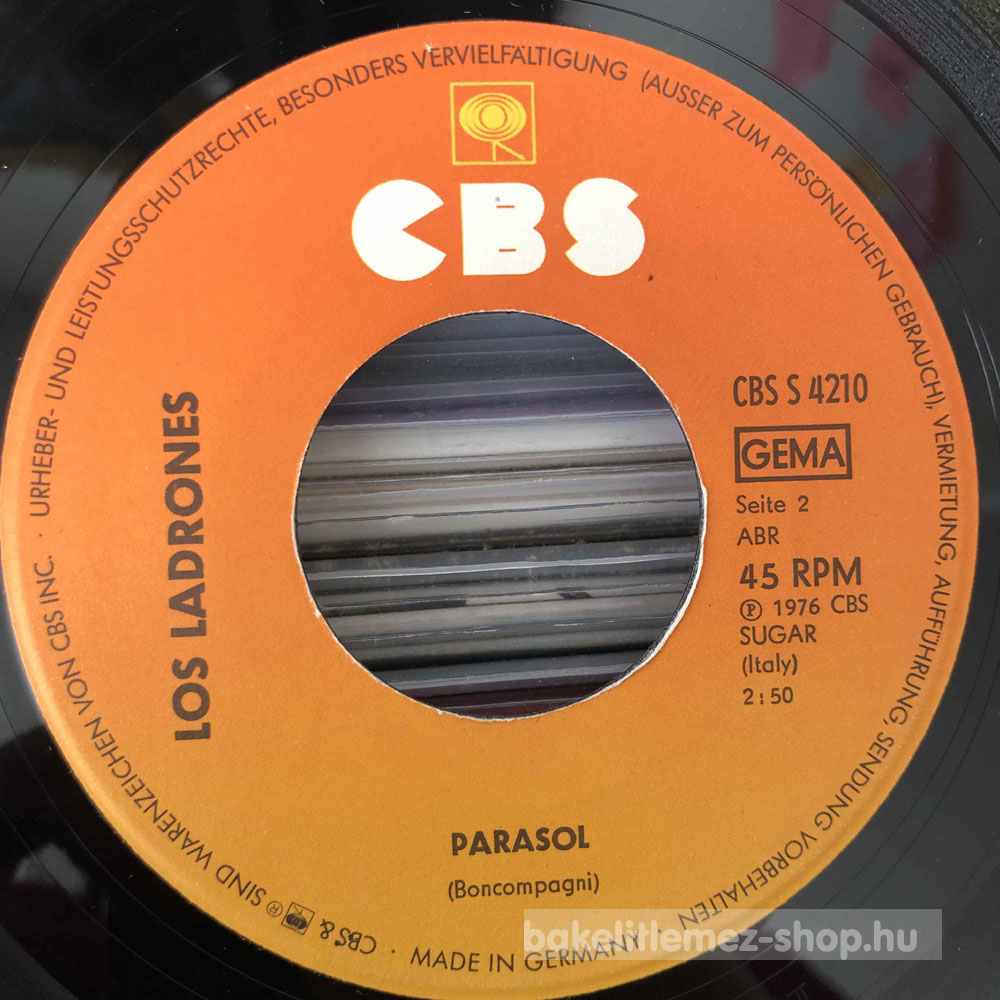 CBS
LOS LADRONES
CBS S 4210
GEMA
Seite 2
ABR
45 RPM
℗ 1976 CBS
SUGAR
(Italy)
2:50
PARASOL
(Boncompagni)
CBS & ® SIND WARENZEICHEN VON CBS INC. · URHEBER- UND LEISTUNGSSCHUTZRECHTE, BESONDERS VERVIELFÄLTIGUNG (AUSSER ZUM PERSÖNLICHEN GEBRAUCH), VERMIETUNG, AUFFÜHRUNG, SENDUNG VORBEHALTEN · MADE IN GERMANY ·
bakelitlemez-shop.hu